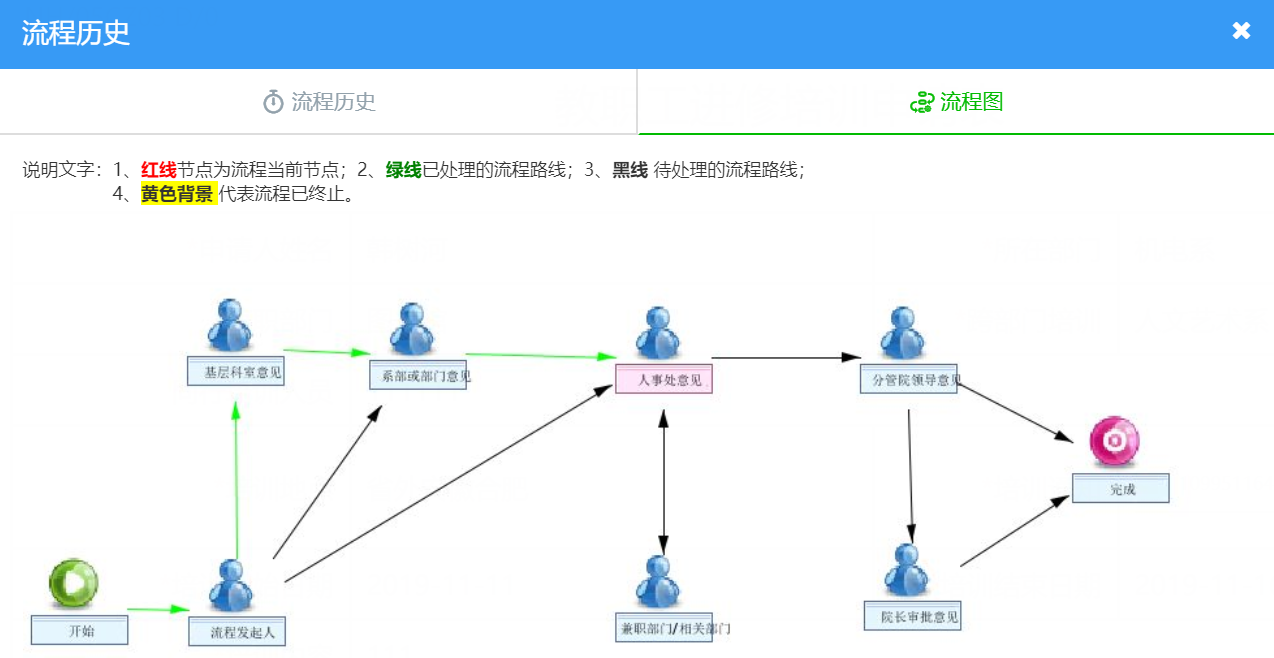 流程历史
流程历史
流程图
说明文字：1、红线节点为流程当前节点；2、绿线已处理的流程路线；3、黑线 待处理的流程路线；
4、黄色背景 代表流程已终止。
基层科室意见
系部或部门意见
人事处意见
分管院领导意见
完成
开始
流程发起人
兼职部门/相关部门
院长审批意见